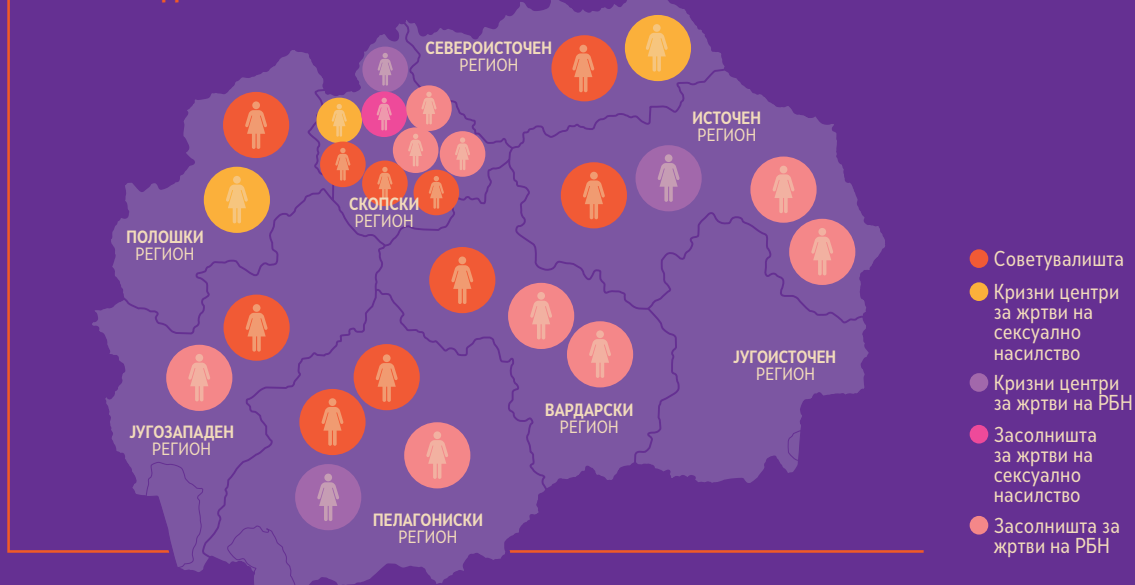 СЕВЕРОИСТОЧЕН
РЕГИОН
ИСТОЧЕН
РЕГИОН
СКОПСКИ
РЕГИОН
ПОЛОШКИ
РЕГИОН
ЈУГОИСТОЧЕН
РЕГИОН
ВАРДАРСКИ
РЕГИОН
ЈУГОЗАПАДЕН
РЕГИОН
ПЕЛАГОНИСКИ
РЕГИОН
Советувалишта
Кризни центри
за жртви на
сексуално
насилство
Кризни центри
за жртви на РБН
Засолништа
за жртви на
сексуално
насилство
Засолништа за
жртви на РБН